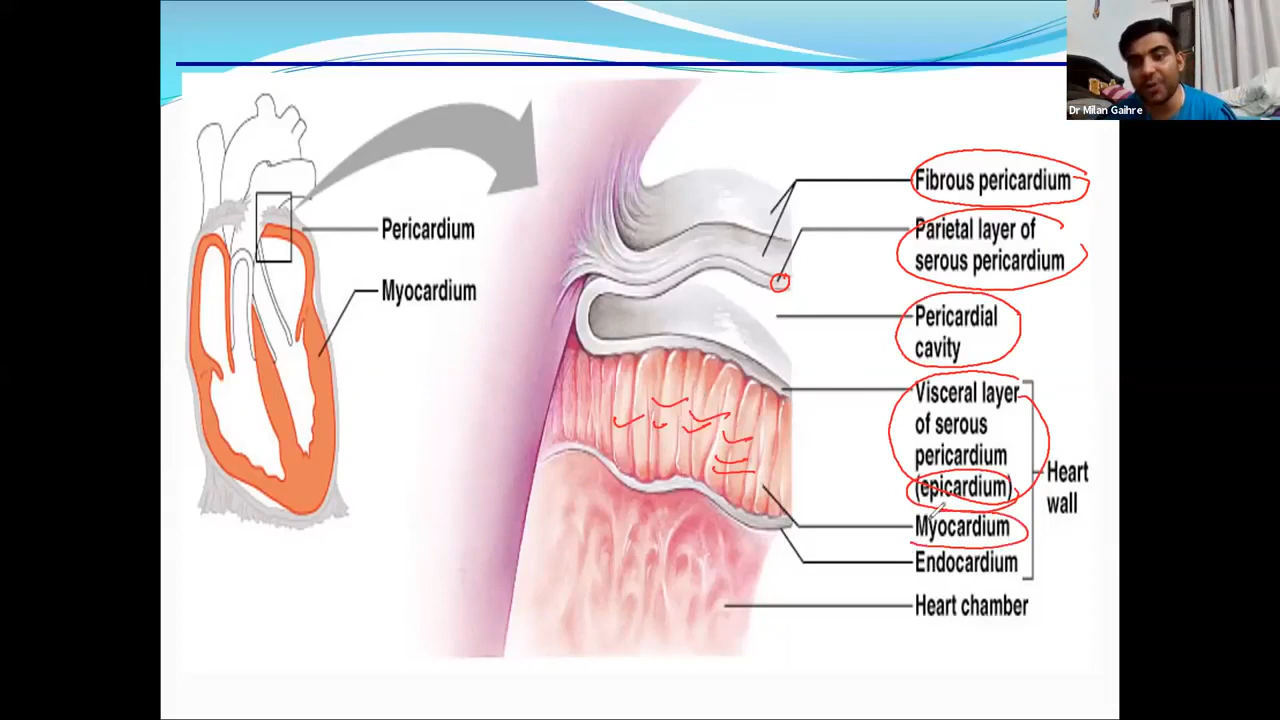 Dr Milan Gaihre
Fibrous pericardium
Parietal layer of
serous pericardium
Pericardium
Myocardium
Pericardial
cavity
Visceral layer
of serous
pericardium
(epicardium)
Heart
wall
Myocardium
Endocardium
Heart chamber